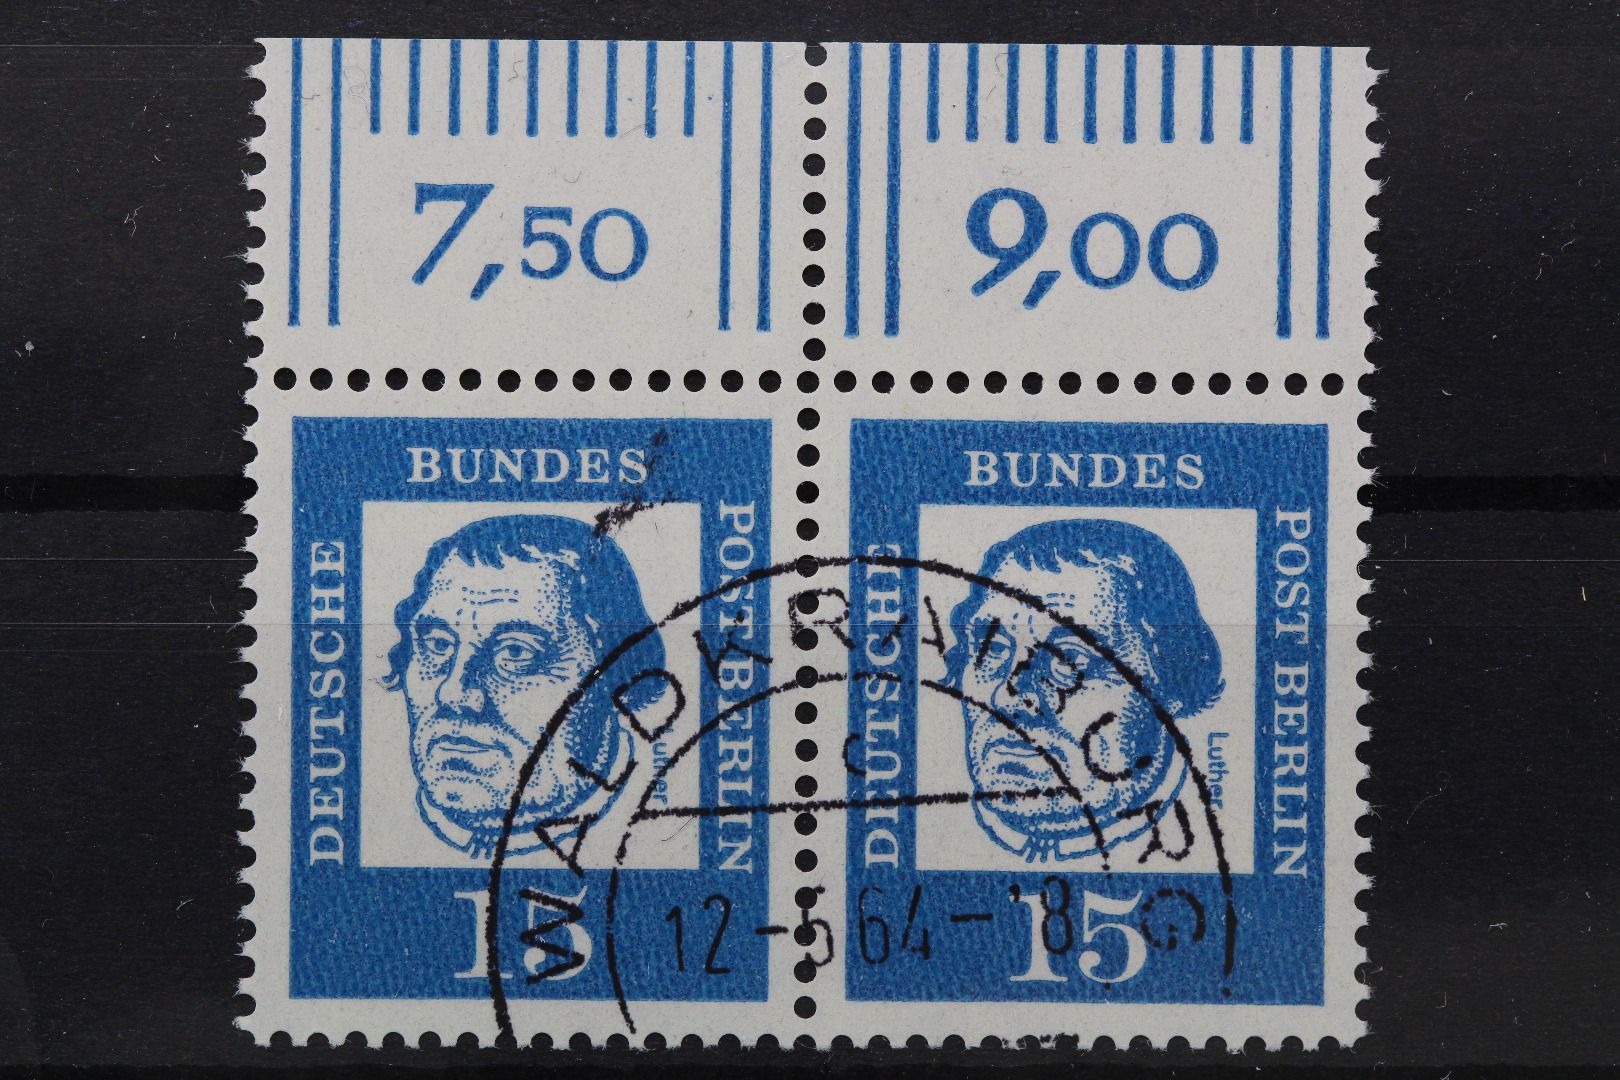 7,50 9,00
BUNDES
DEUTSCHE
POST BERLIN
Luther
15
BUNDES
DEUTSCHE
POST BERLIN
Luther
15
WALDKRAIBURG
c
12-5 64-8